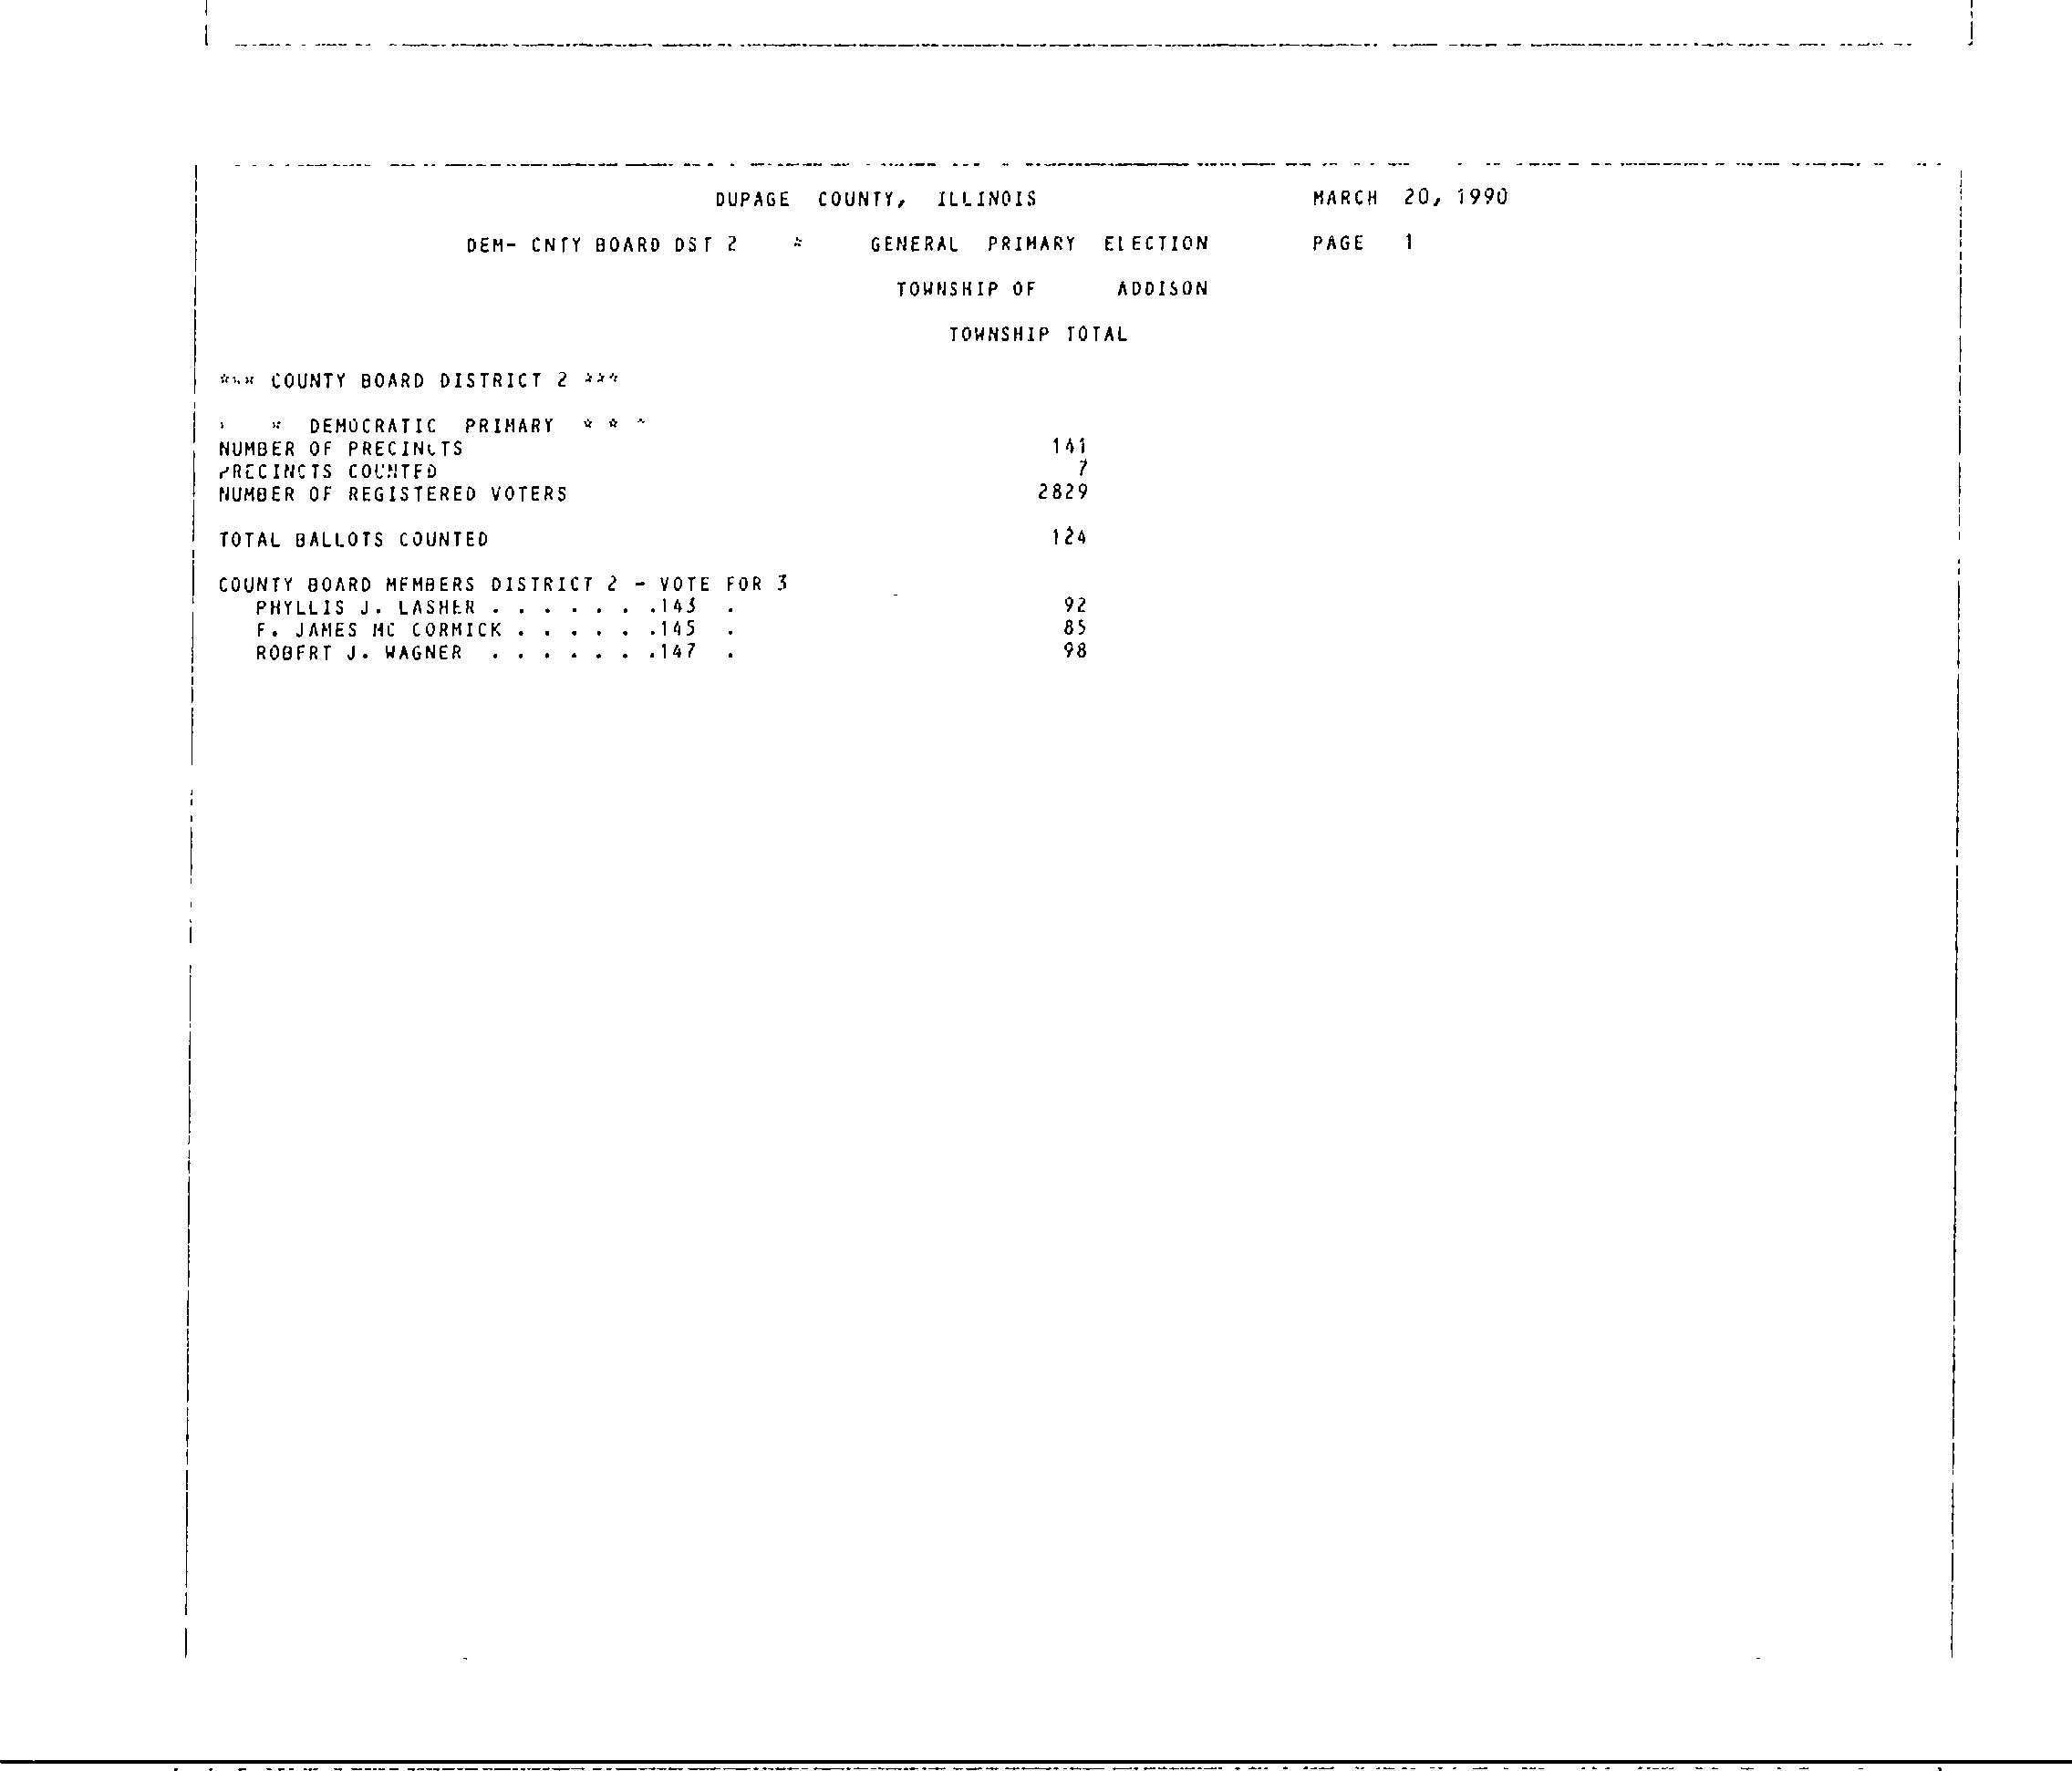 DUPAGE COUNTY, ILLINOIS MARCH 20, 1990
DEM- CNTY BOARD DST 2 * GENERAL PRIMARY ELECTION PAGE 1
TOWNSHIP OF ADDISON
TOWNSHIP TOTAL
*** COUNTY BOARD DISTRICT 2 ***
* * DEMOCRATIC PRIMARY * * *
NUMBER OF PRECINCTS 141
PRECINCTS COUNTED 7
NUMBER OF REGISTERED VOTERS 2829
TOTAL BALLOTS COUNTED 124
COUNTY BOARD MEMBERS DISTRICT 2 - VOTE FOR 3
PHYLLIS J. LASHER . . . . . . .143 . 92
F. JAMES MC CORMICK . . . . . .145 . 85
ROBERT J. WAGNER . . . . . . .147 . 98